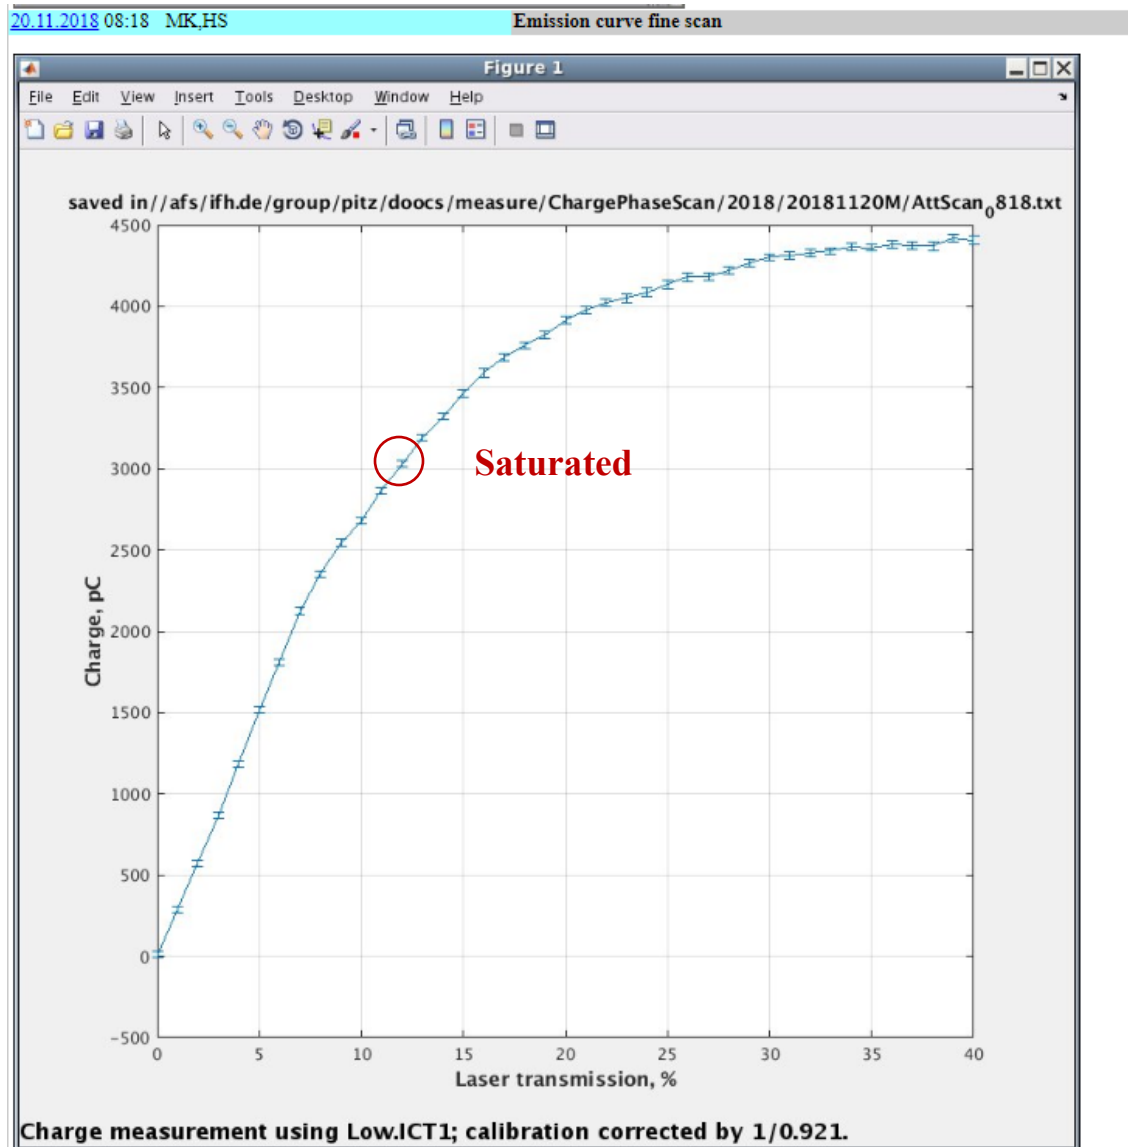 20.11.2018 08:18 MK,HS Emission curve fine scan
Figure 1
File Edit View Insert Tools Desktop Window Help
saved in//afs/ifh.de/group/pitz/doocs/measure/ChargePhaseScan/2018/20181120M/AttScan_0818.txt
4500
4000
3500
3000
Saturated
2500
2000
1500
1000
500
0
-500
Charge, pC
0 5 10 15 20 25 30 35 40
Laser transmission, %
Charge measurement using Low.ICT1; calibration corrected by 1/0.921.